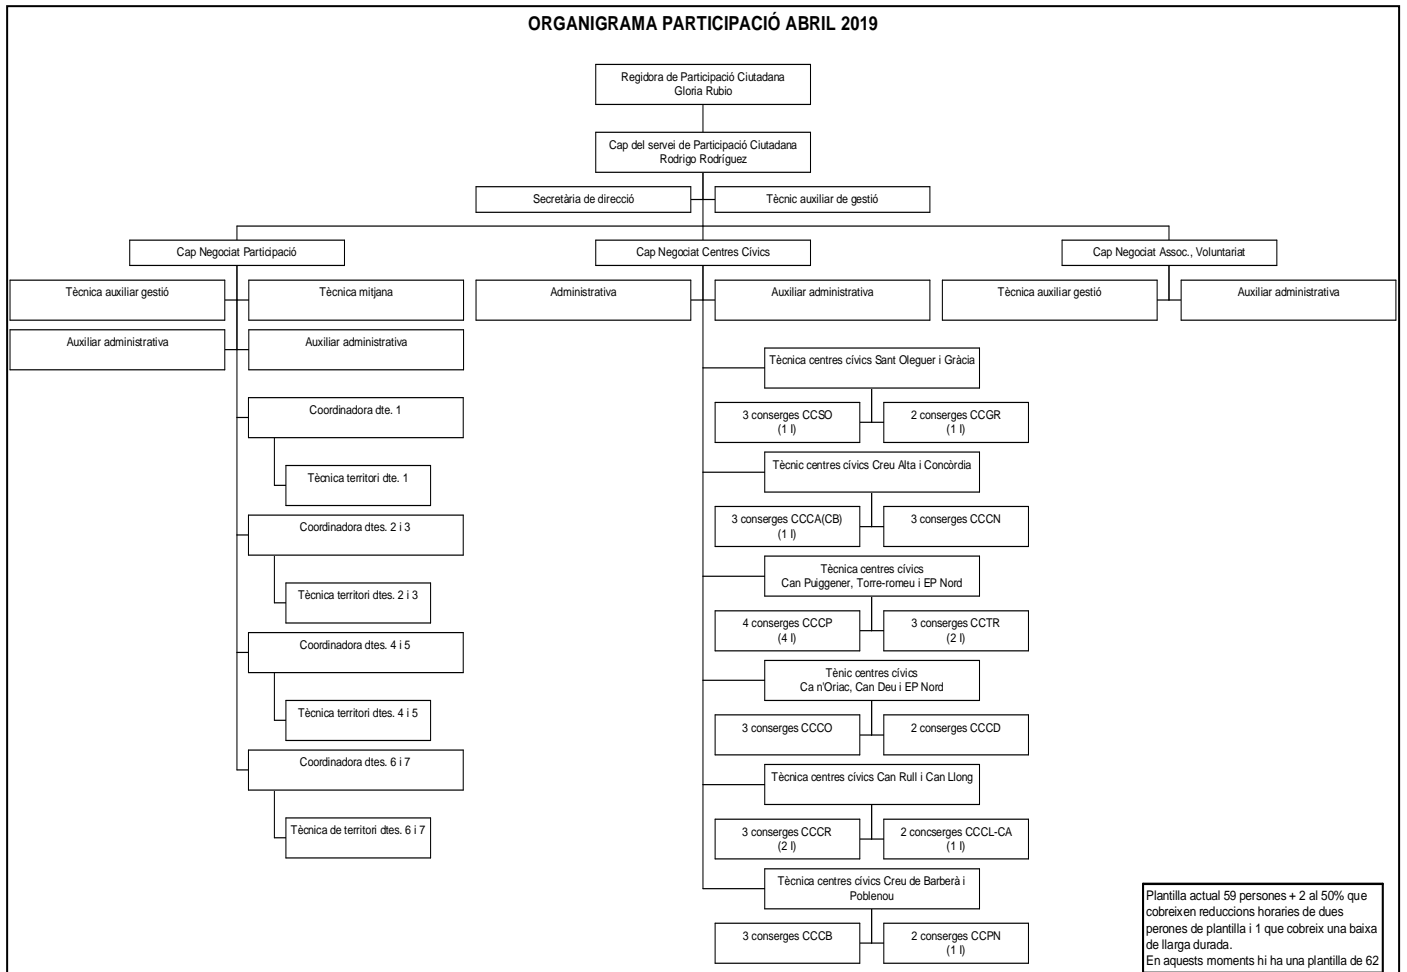 ORGANIGRAMA PARTICIPACIÓ ABRIL 2019
Regidora de Participació Ciutadana
Gloria Rubio
Cap del servei de Participació Ciutadana
Rodrigo Rodríguez
Secretària de direcció
Tècnic auxiliar de gestió
Cap Negociat Participació
Cap Negociat Centres Cívics
Cap Negociat Assoc., Voluntariat
Tècnica auxiliar gestió
Tècnica mitjana
Administrativa
Auxiliar administrativa
Tècnica auxiliar gestió
Auxiliar administrativa
Auxiliar administrativa
Auxiliar administrativa
Coordinadora dte. 1
Tècnica territori dte. 1
Coordinadora dtes. 2 i 3
Tècnica territori dtes. 2 i 3
Coordinadora dtes. 4 i 5
Tècnica territori dtes. 4 i 5
Coordinadora dtes. 6 i 7
Tècnica de territori dtes. 6 i 7
Tècnica centres cívics Sant Oleguer i Gràcia
3 conserges CCSO
(1 I)
2 conserges CCGR
(1 I)
Tècnic centres cívics Creu Alta i Concòrdia
3 conserges CCCA(CB)
(1 I)
3 conserges CCCN
Tècnica centres cívics
Can Puiggener, Torre-romeu i EP Nord
4 conserges CCCP
(4 I)
3 conserges CCTR
(2 I)
Tènic centres cívics
Ca n'Oriac, Can Deu i EP Nord
3 conserges CCCO
2 conserges CCCD
Tècnica centres cívics Can Rull i Can Llong
3 conserges CCCR
(2 I)
2 concserges CCCL-CA
(1 I)
Tècnica centres cívics Creu de Barberà i
Poblenou
3 conserges CCCB
2 conserges CCPN
(1 I)
Plantilla actual 59 persones + 2 al 50% que
cobreixen reduccions horaries de dues
perones de plantilla i 1 que cobreix una baixa
de llarga durada.
En aquests moments hi ha una plantilla de 62